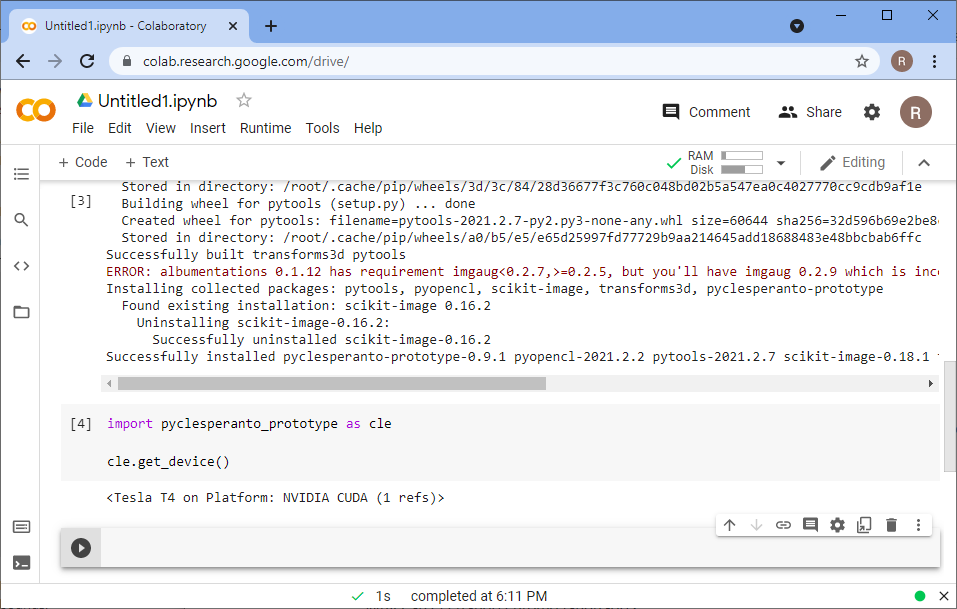 Untitled1.ipynb - Colaboratory
colab.research.google.com/drive/
R
Untitled1.ipynb
Comment
Share
R
File Edit View Insert Runtime Tools Help
+ Code + Text
RAM
Disk
Editing
Stored in directory: /root/.cache/pip/wheels/3d/3c/84/28d36677f3c760c048bd02b5a547ea0c4027770cc9cdb9af1e
[3]
Building wheel for pytools (setup.py) ... done
Created wheel for pytools: filename=pytools-2021.2.7-py2.py3-none-any.whl size=60644 sha256=32d596b69e2be8
Stored in directory: /root/.cache/pip/wheels/a0/b5/e5/e65d25997fd77729b9aa214645add18688483e48bbcbab6ffc
Successfully built transforms3d pytools
ERROR: albumentations 0.1.12 has requirement imgaug<0.2.7,>=0.2.5, but you'll have imgaug 0.2.9 which is inc
Installing collected packages: pytools, pyopencl, scikit-image, transforms3d, pyclesperanto-prototype
Found existing installation: scikit-image 0.16.2
Uninstalling scikit-image-0.16.2:
Successfully uninstalled scikit-image-0.16.2
Successfully installed pyclesperanto-prototype-0.9.1 pyopencl-2021.2.2 pytools-2021.2.7 scikit-image-0.18.1
[4] import pyclesperanto_prototype as cle
cle.get_device()
<Tesla T4 on Platform: NVIDIA CUDA (1 refs)>
1s completed at 6:11 PM